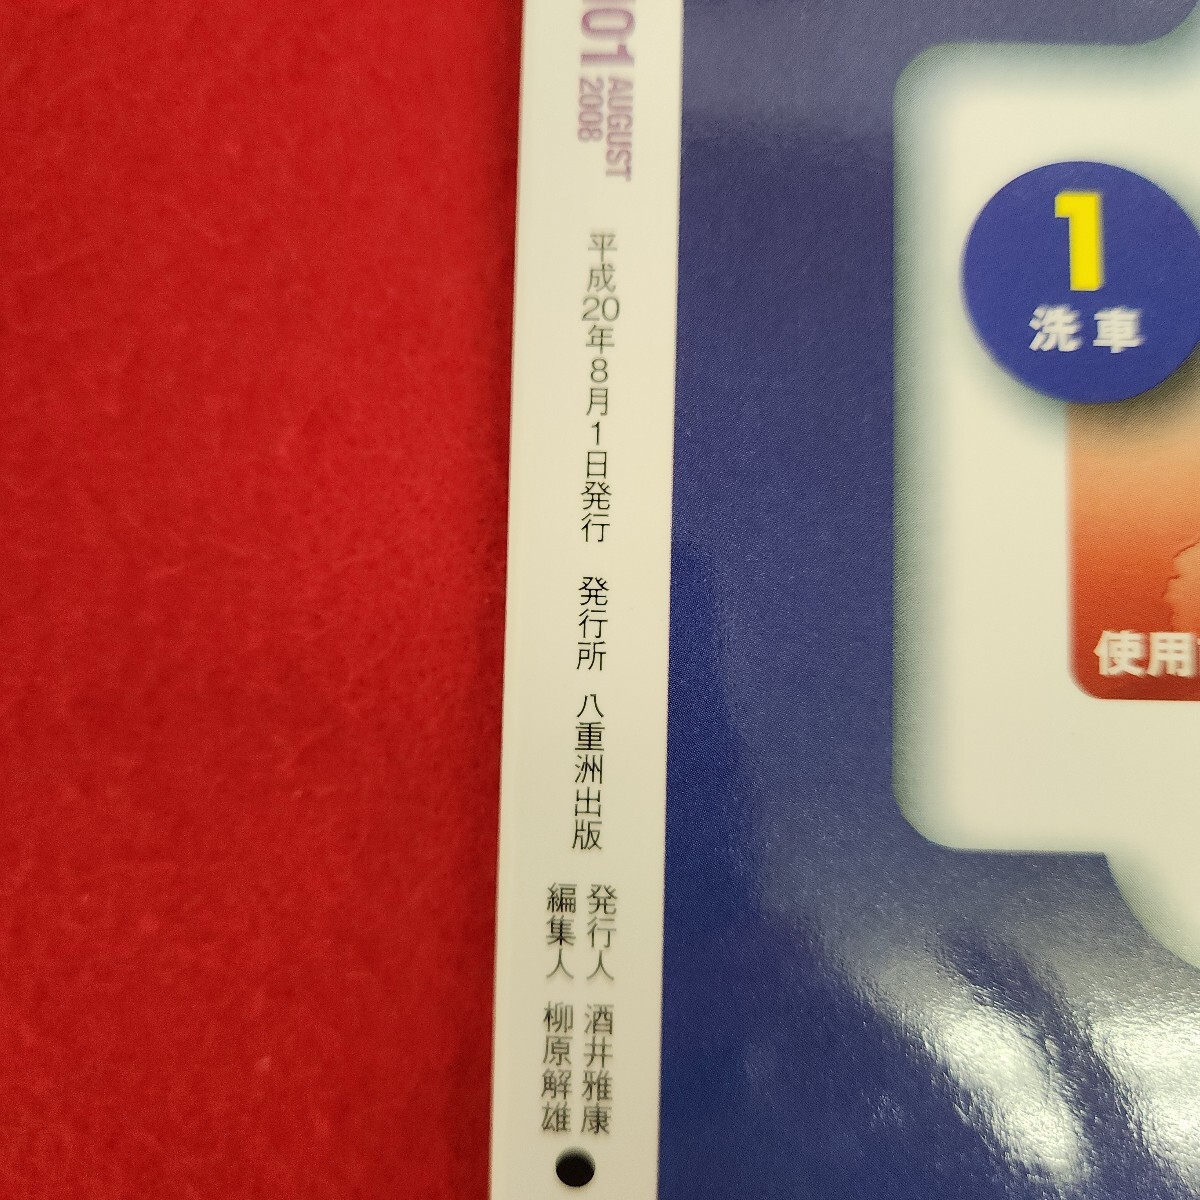 101 AUGUST
2008
平成20年8月1日発行 発行所 八重洲出版
発行人 酒井雅康
編集人 柳原解雄
1
洗車
使用